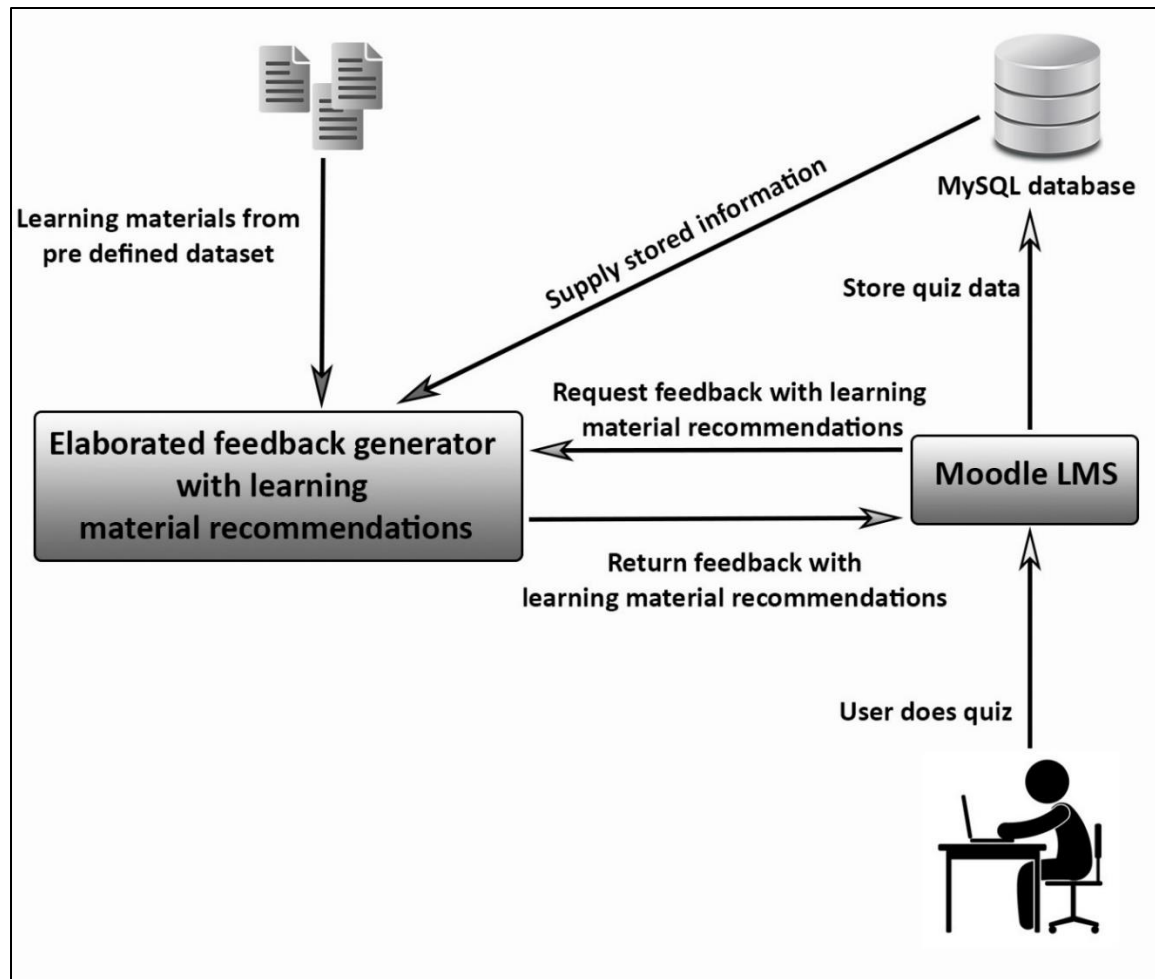 MySQL database
Learning materials from
pre defined dataset
Supply stored information
Store quiz data
Request feedback with learning
material recommendations
Elaborated feedback generator
with learning
material recommendations
Moodle LMS
Return feedback with
learning material recommendations
User does quiz